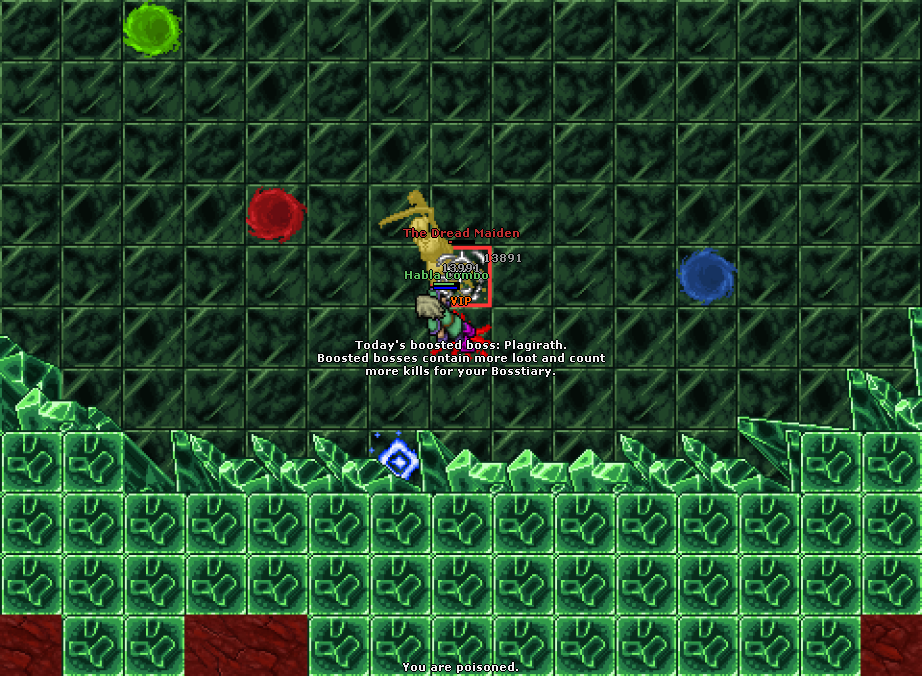 The Dread Maiden
13891
13991
Habla Combo
VIP
Today's boosted boss: Plagirath.
Boosted bosses contain more loot and count
more kills for your Bosstiary.
You are poisoned.